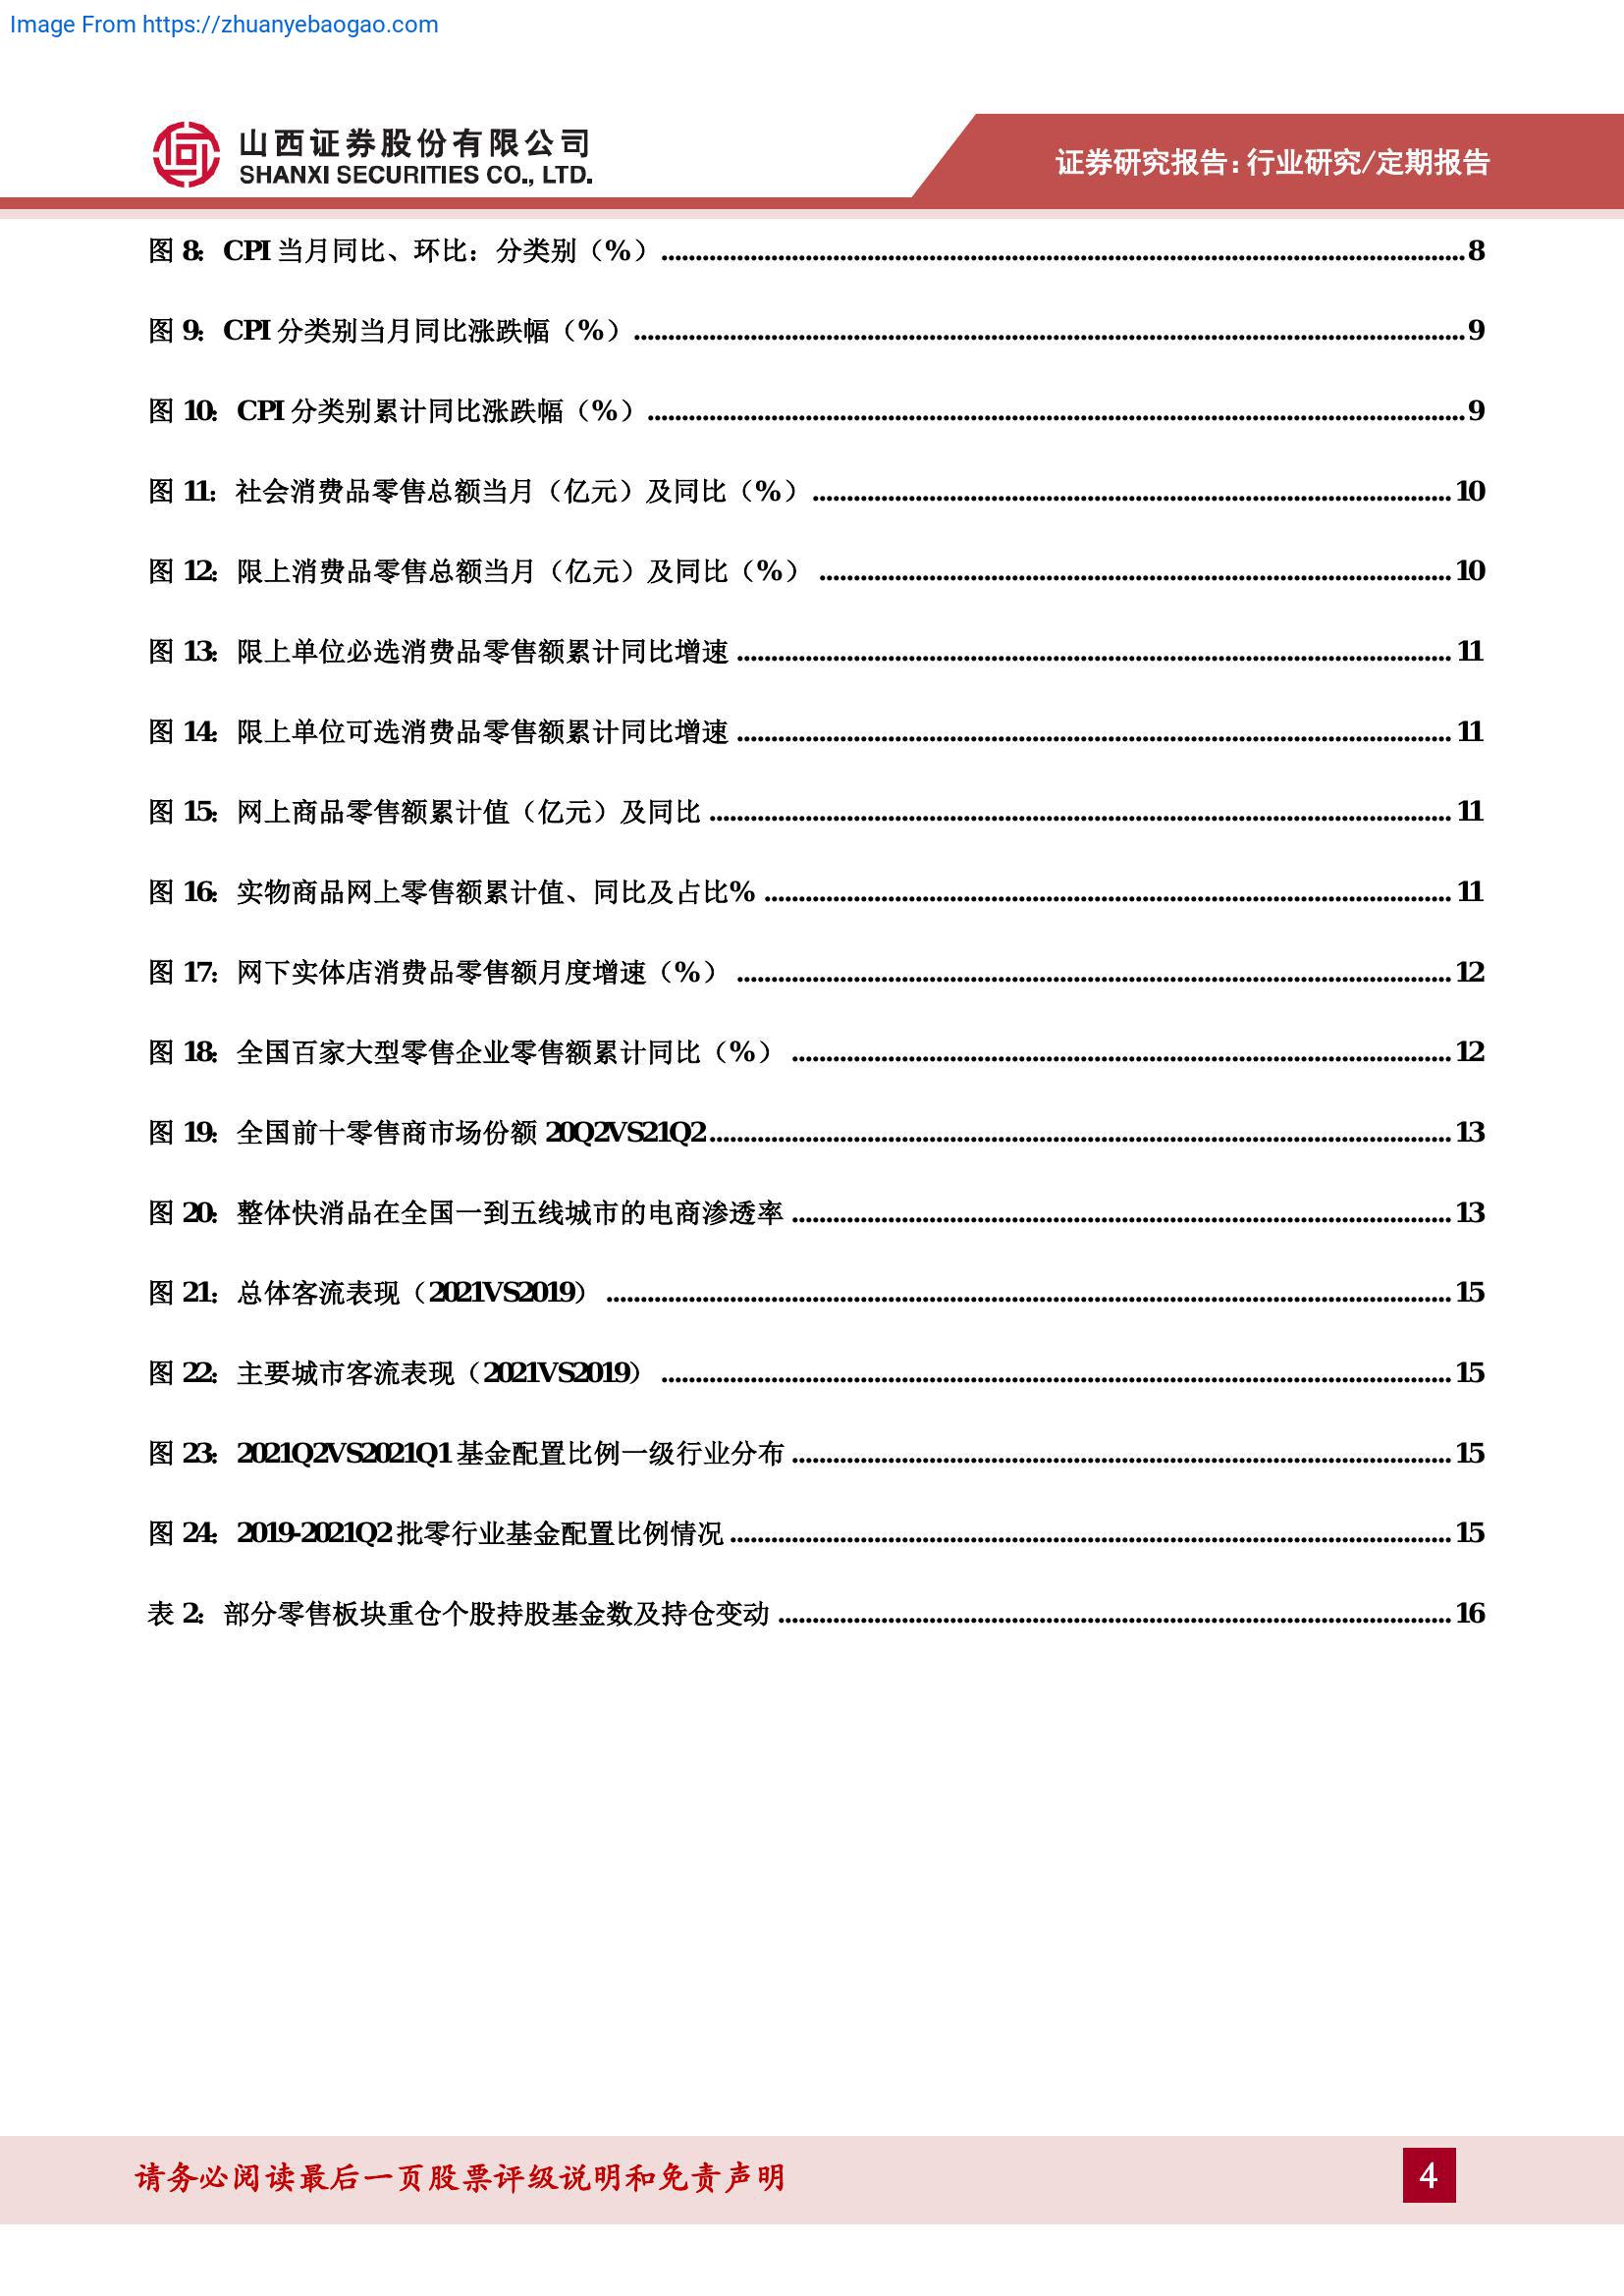 Image From https://zhuanyebaogao.com
山西证券股份有限公司
SHANXI SECURITIES CO., LTD.
证券研究报告：行业研究/定期报告
图 8：CPI 当月同比、环比：分类别（%）........8
图 9：CPI 分类别当月同比涨跌幅（%）........9
图 10：CPI 分类别累计同比涨跌幅（%）........9
图 11：社会消费品零售总额当月（亿元）及同比（%）........10
图 12：限上消费品零售总额当月（亿元）及同比（%）........10
图 13：限上单位必选消费品零售额累计同比增速........11
图 14：限上单位可选消费品零售额累计同比增速........11
图 15：网上商品零售额累计值（亿元）及同比........11
图 16：实物商品网上零售额累计值、同比及占比%........11
图 17：网下实体店消费品零售额月度增速（%）........12
图 18：全国百家大型零售企业零售额累计同比（%）........12
图 19：全国前十零售商市场份额 20Q2VS21Q2........13
图 20：整体快消品在全国一到五线城市的电商渗透率........13
图 21：总体客流表现（2021VS2019）........15
图 22：主要城市客流表现（2021VS2019）........15
图 23：2021Q2VS2021Q1 基金配置比例一级行业分布........15
图 24：2019-2021Q2 批零行业基金配置比例情况........15
表 2：部分零售板块重仓个股持股基金数及持仓变动........16
请务必阅读最后一页股票评级说明和免责声明
4